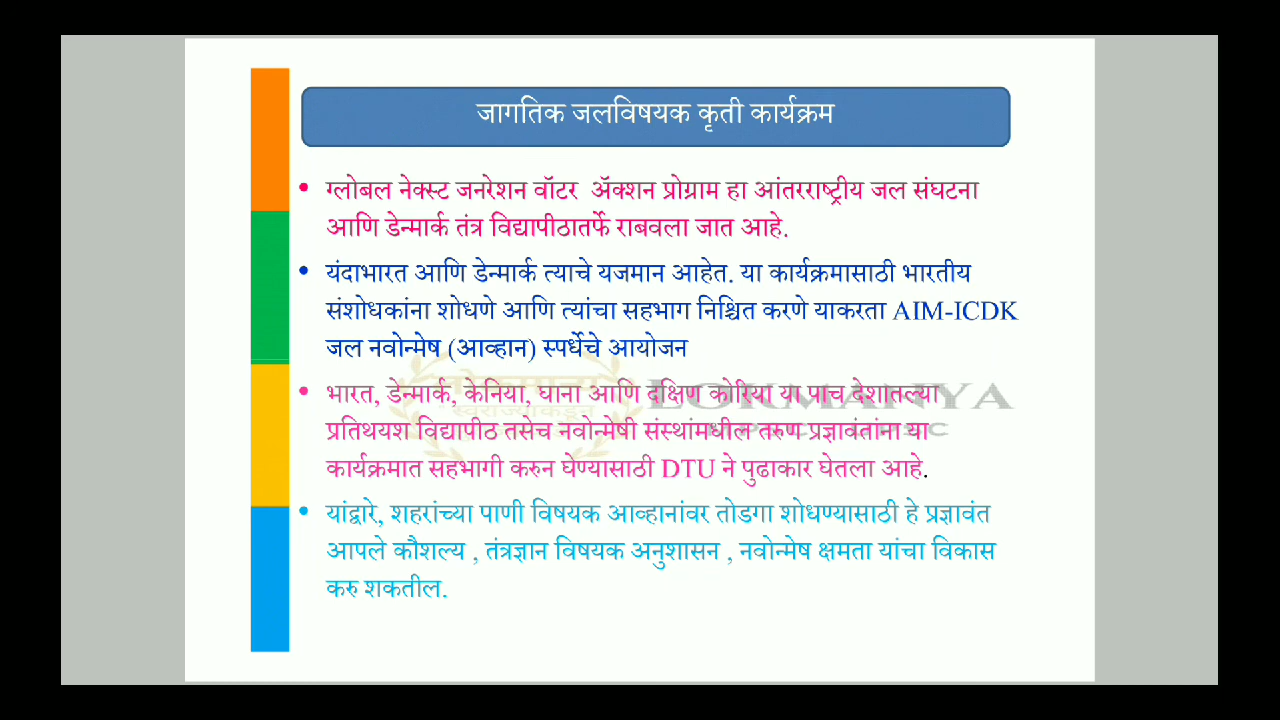 जागतिक जलविषयक कृती कार्यक्रम
• ग्लोबल नेक्स्ट जनरेशन वॉटर ॲक्शन प्रोग्राम हा आंतरराष्ट्रीय जल संघटना
आणि डेन्मार्क तंत्र विद्यापीठातर्फे राबवला जात आहे.
• यंदाभारत आणि डेन्मार्क त्याचे यजमान आहेत. या कार्यक्रमासाठी भारतीय
संशोधकांना शोधणे आणि त्यांचा सहभाग निश्चित करणे याकरता AIM-ICDK
जल नवोन्मेष (आव्हान) स्पर्धेचे आयोजन
• भारत, डेन्मार्क, केनिया, घाना आणि दक्षिण कोरिया या पाच देशातल्या
LOKMANYA
प्रतिथयश विद्यापीठ तसेच नवोन्मेषी संस्थांमधील तरुण प्रज्ञावंतांना या
कार्यक्रमात सहभागी करुन घेण्यासाठी DTU ने पुढाकार घेतला आहे.
• यांद्वारे, शहरांच्या पाणी विषयक आव्हानांवर तोडगा शोधण्यासाठी हे प्रज्ञावंत
आपले कौशल्य , तंत्रज्ञान विषयक अनुशासन , नवोन्मेष क्षमता यांचा विकास
करु शकतील.